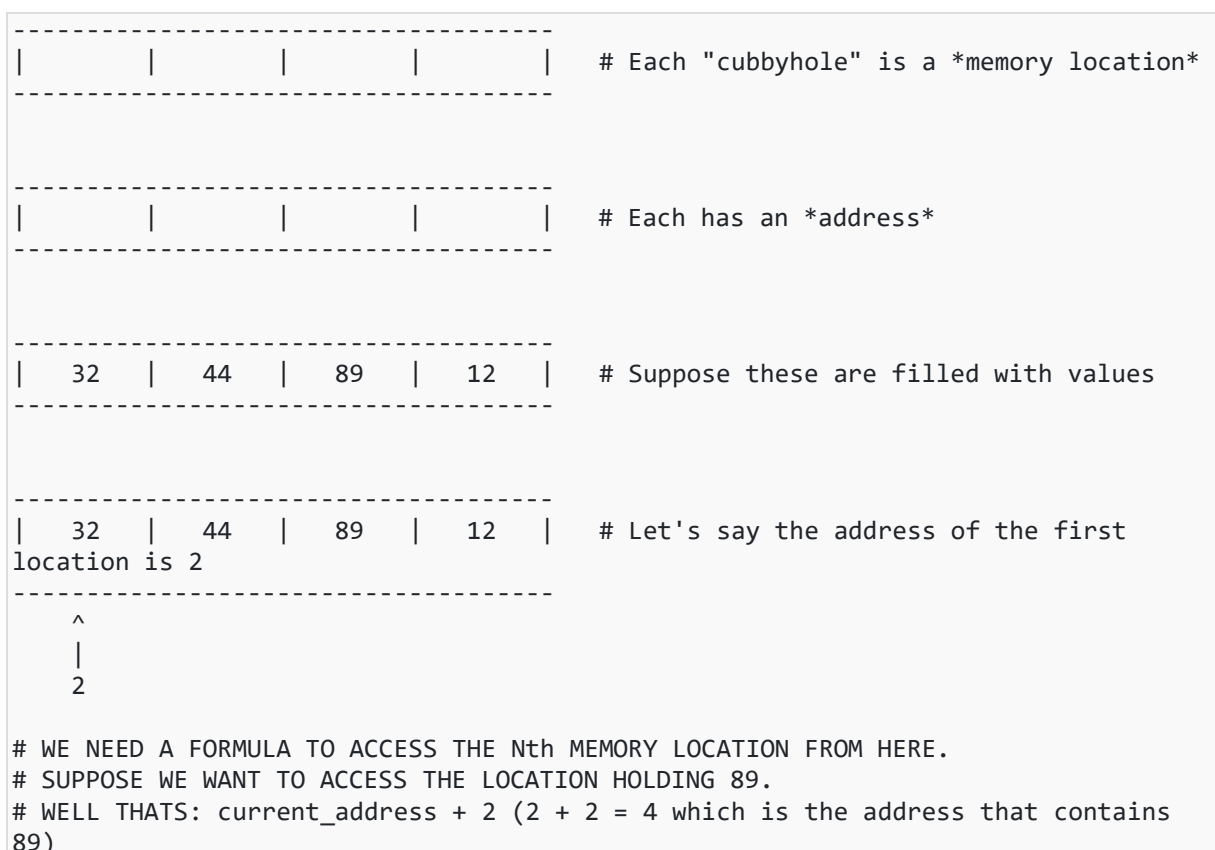 -------------------------------------
|        |        |        |        |   # Each "cubbyhole" is a *memory location*
-------------------------------------
-------------------------------------
|        |        |        |        |   # Each has an *address*
-------------------------------------
-------------------------------------
|   32   |   44   |   89   |   12   |   # Suppose these are filled with values
-------------------------------------
-------------------------------------
|   32   |   44   |   89   |   12   |   # Let's say the address of the first
location is 2
-------------------------------------
    ^
    |
    2
# WE NEED A FORMULA TO ACCESS THE Nth MEMORY LOCATION FROM HERE.
# SUPPOSE WE WANT TO ACCESS THE LOCATION HOLDING 89.
# WELL THATS: current_address + 2 (2 + 2 = 4 which is the address that contains
89)